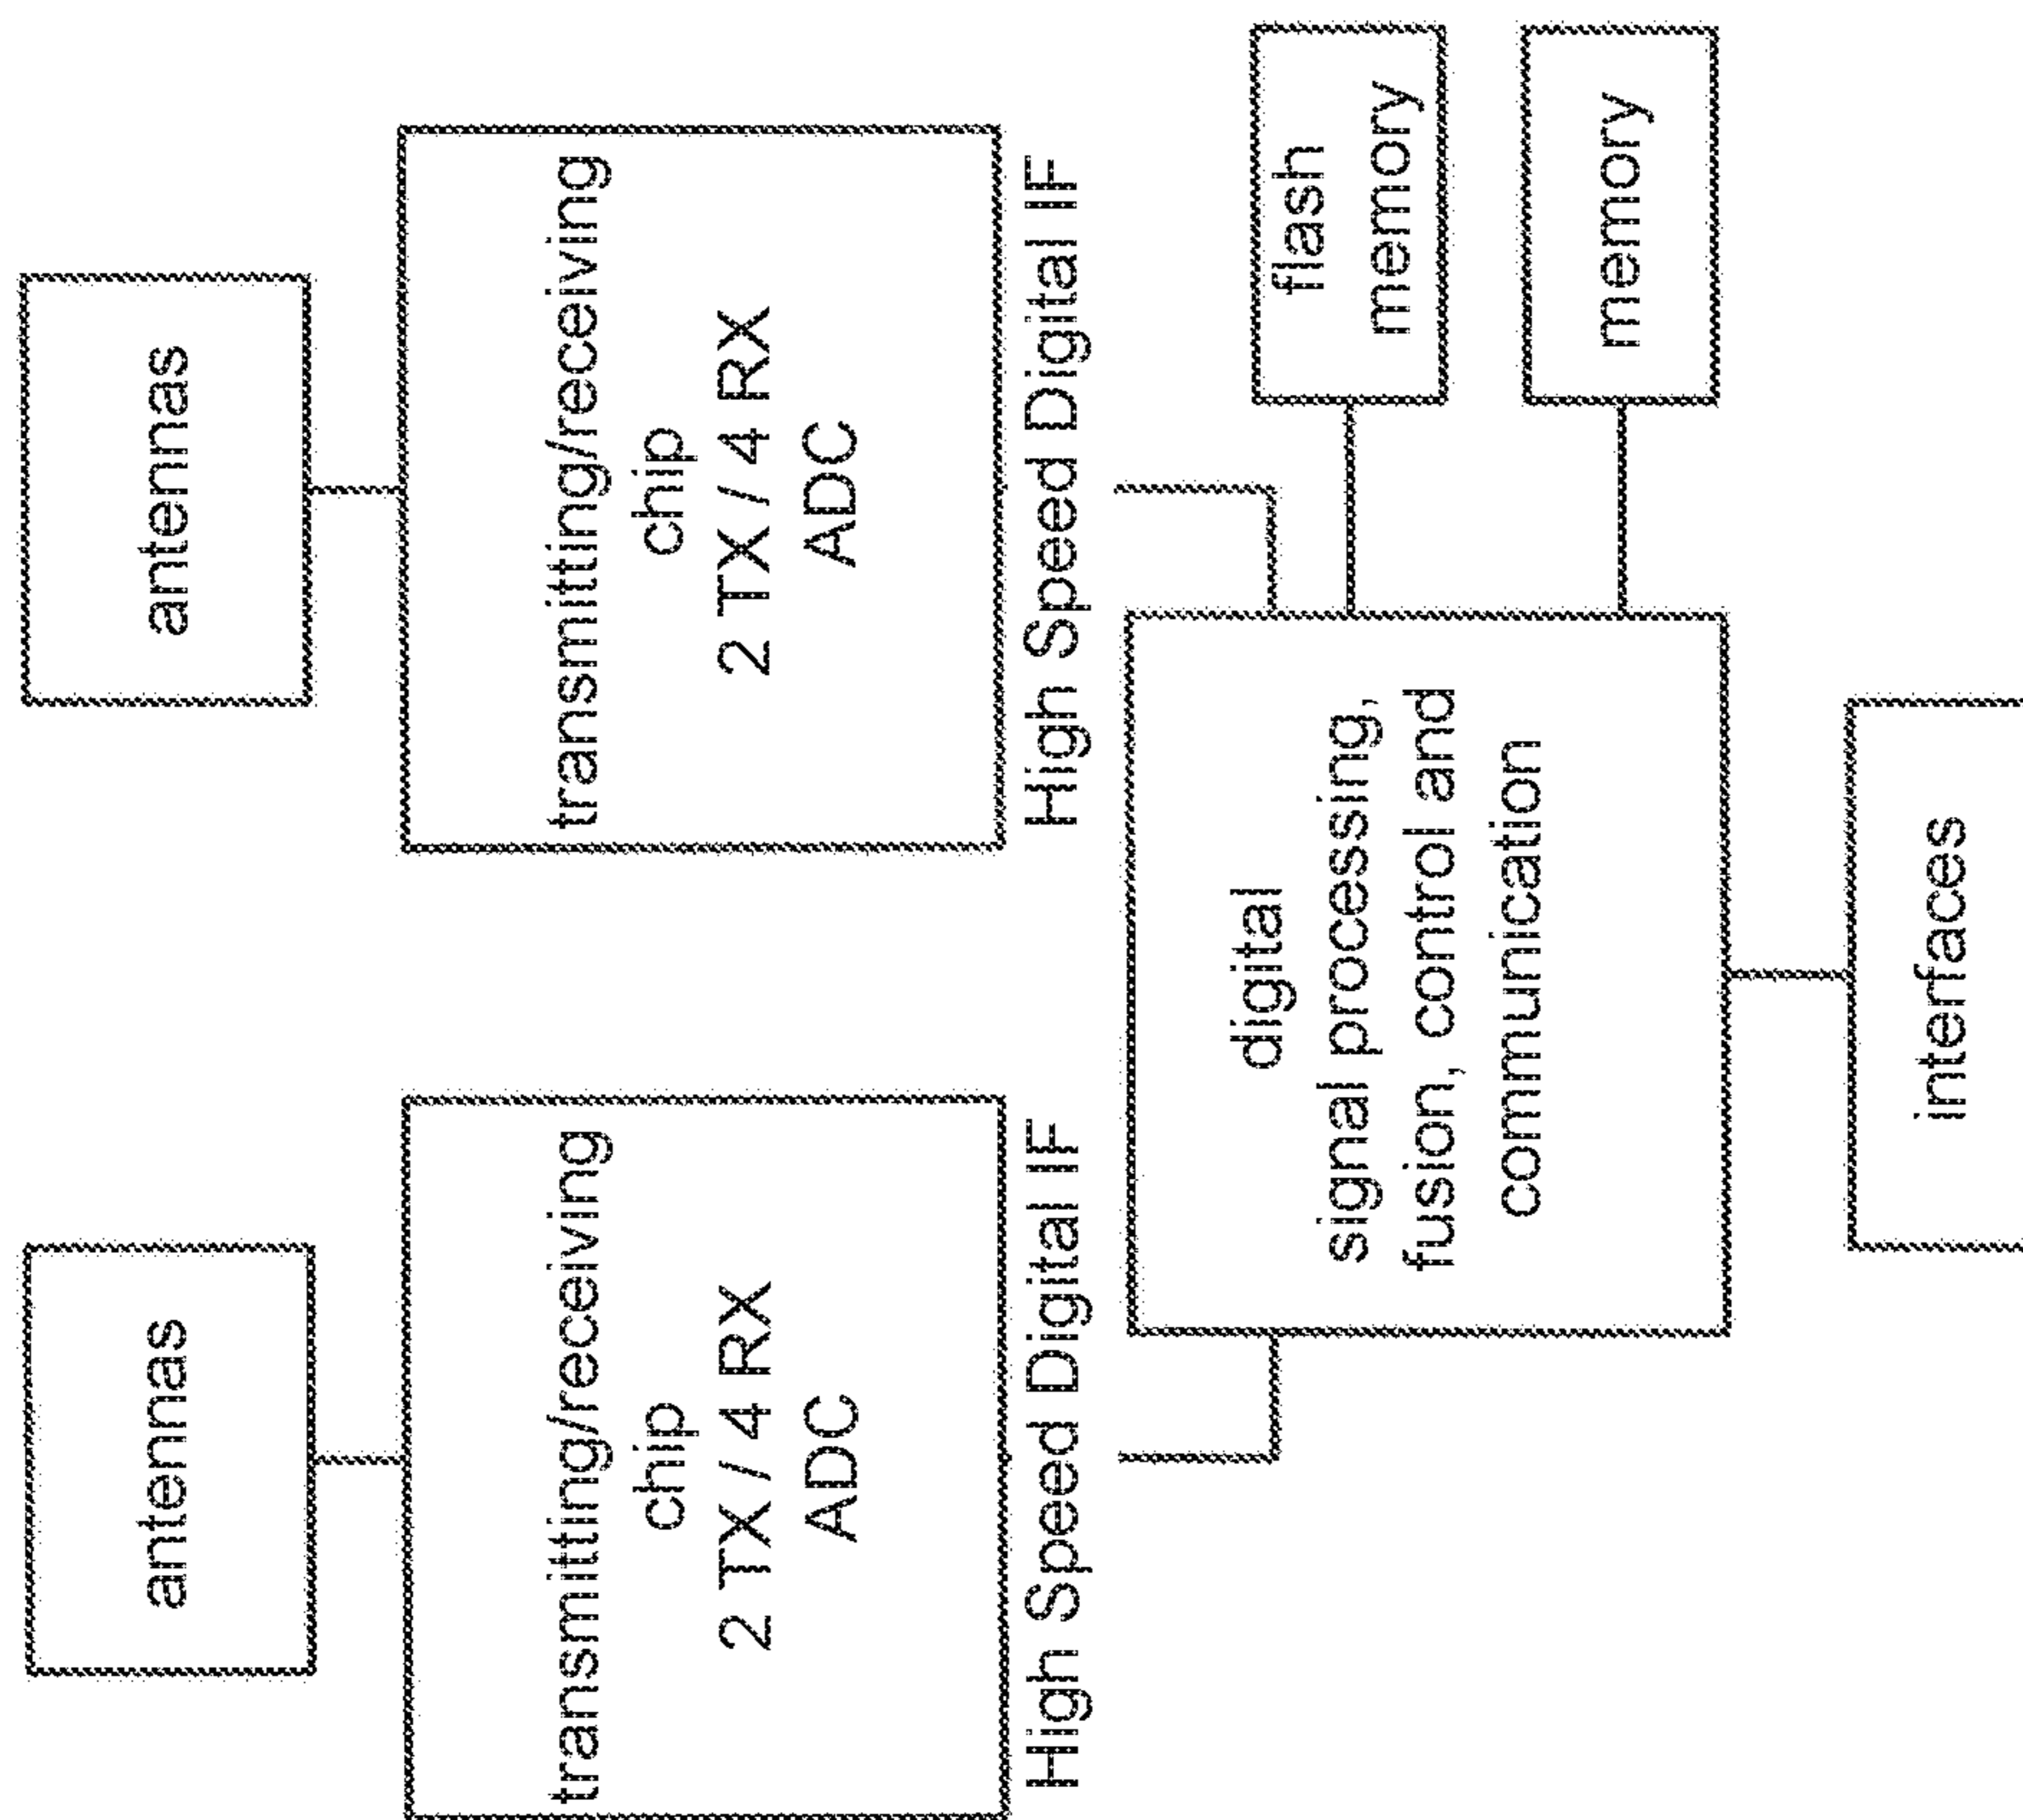 antennas
antennas
transmitting/receiving
chip
2 TX / 4 RX
ADC
transmitting/receiving
chip
2 TX / 4 RX
ADC
High Speed Digital IF
High Speed Digital IF
digital
signal processing,
fusion, control and
communication
flash
memory
memory
interfaces